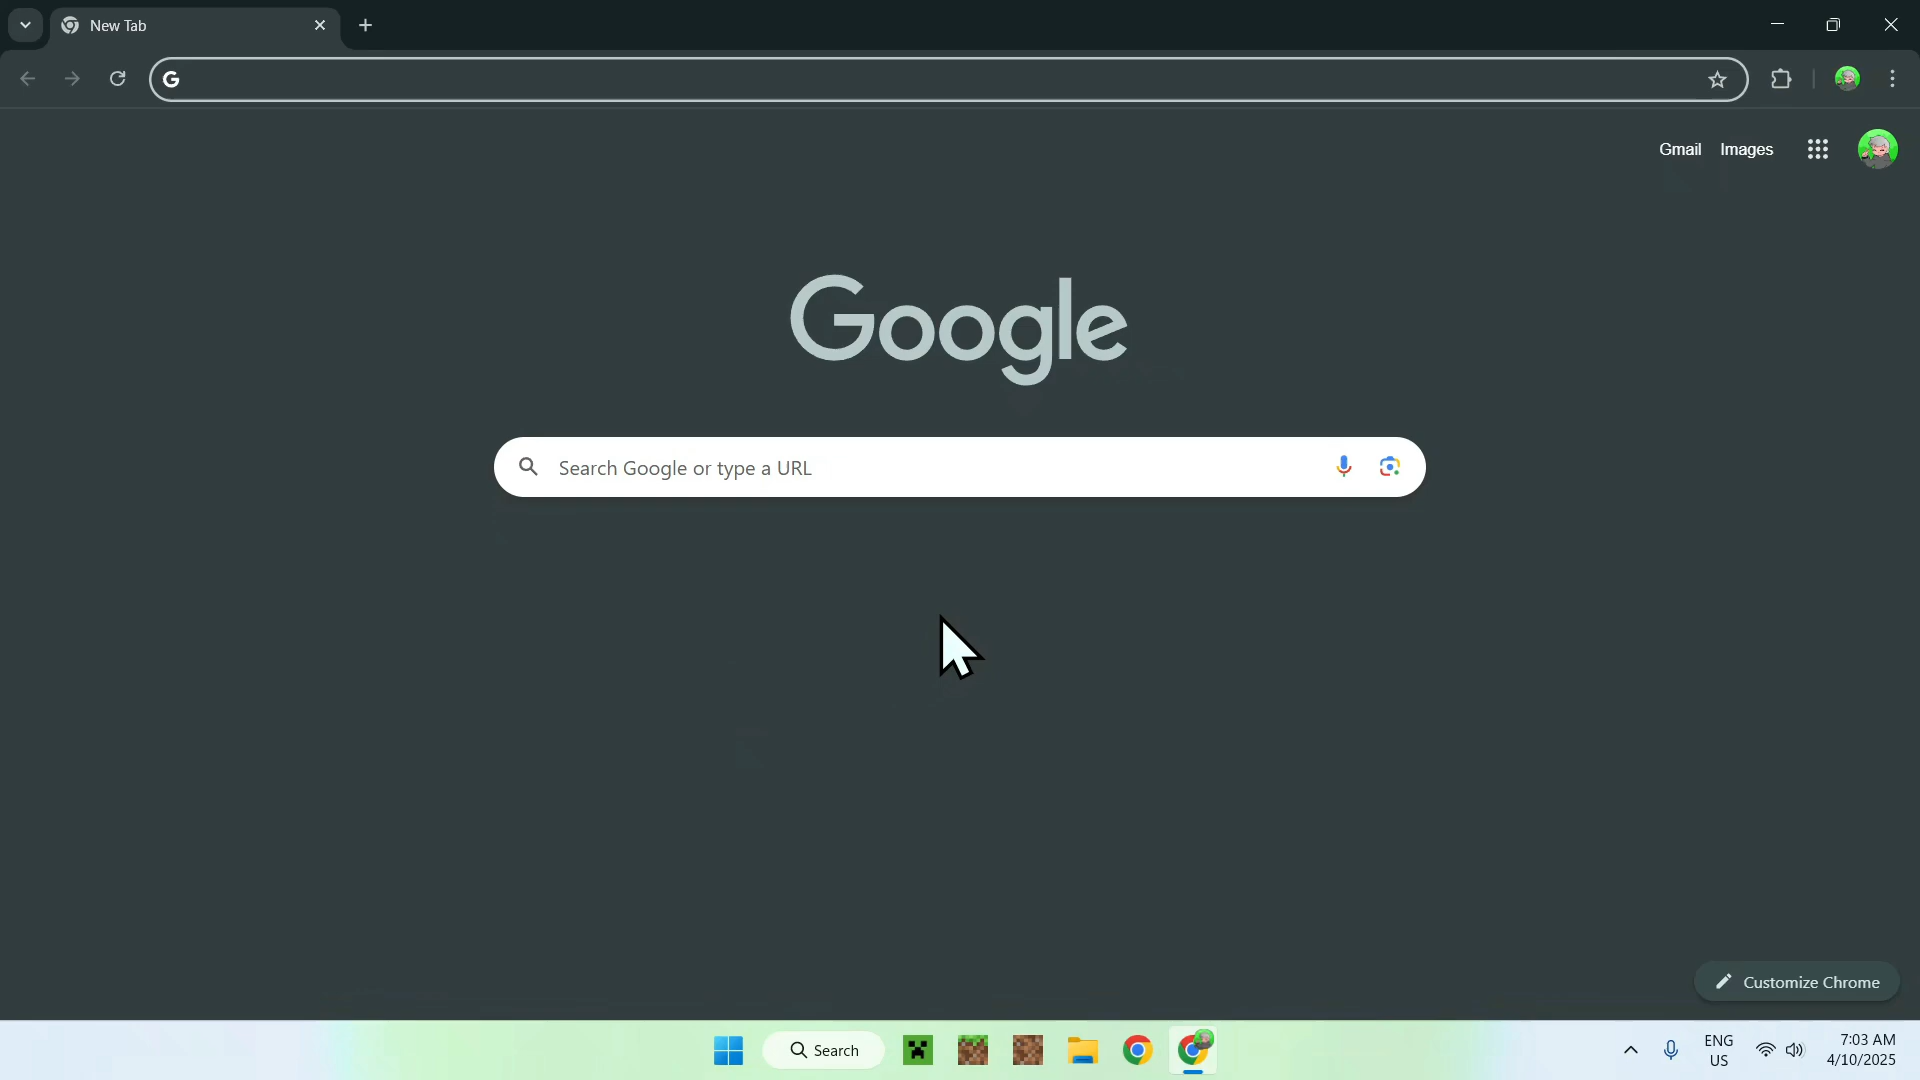 New Tab
Gmail Images
Google
Search Google or type a URL
Customize Chrome
Search
ENG
US
7:03 AM
4/10/2025